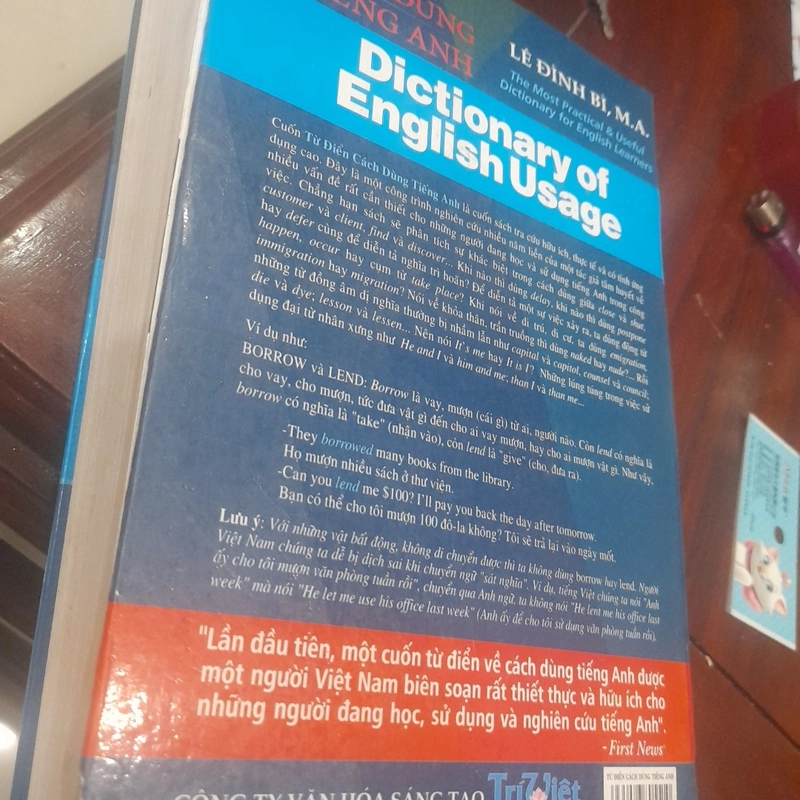 DÙNG
TIẾNG ANH
LÊ ĐÌNH BÌ, M.A.
The Most Practical & Useful
Dictionary for English Learners
Dictionary of
English Usage
Cuốn Từ Điển Cách Dùng Tiếng Anh là cuốn sách tra cứu hữu ích, thực tế và có tính ứng
dụng cao. Đây là một công trình nghiên cứu nhiều năm liền của một tác giả tâm huyết về
nhiều vấn đề rất cần thiết cho những người đang học và sử dụng tiếng Anh trong công
việc. Chẳng hạn sách sẽ phân tích sự khác biệt trong cách dùng giữa close và shut,
customer và client, find và discover... Khi nào thì dùng delay, khi nào thì dùng postpone
hay defer cũng để diễn tả nghĩa trì hoãn? Để diễn tả một sự việc xảy ra, ta dùng động từ
happen, occur hay cụm từ take place? Khi nói về di trú, di cư, ta dùng emigration,
immigration hay migration? Nói về khỏa thân, trần truồng thì dùng naked hay nude?... Rồi
những từ đồng âm dị nghĩa thường bị nhầm lẫn như capital và capitol, counsel và council;
die và dye; lesson và lessen... Nên nói It's me hay It is I? Những lúng túng trong việc sử
dụng đại từ nhân xưng như He and I và him and me; than I và than me...
Ví dụ như:
BORROW và LEND: Borrow là vay, mượn (cái gì) từ ai, người nào. Còn lend có nghĩa là
cho vay, cho mượn, tức đưa vật gì đến cho ai vay mượn, hay cho ai mượn vật gì. Như vậy,
borrow có nghĩa là "take" (nhận vào), còn lend là "give" (cho, đưa ra).
-They borrowed many books from the library.
Họ mượn nhiều sách ở thư viện.
-Can you lend me $100? I'll pay you back the day after tomorrow.
Bạn có thể cho tôi mượn 100 đô-la không? Tôi sẽ trả lại vào ngày mốt.
Lưu ý: Với những vật bất động, không di chuyển được thì ta không dùng borrow hay lend. Người
Việt Nam chúng ta dễ bị dịch sai khi chuyển ngữ "sát nghĩa". Ví dụ, tiếng Việt chúng ta nói "Anh
ấy cho tôi mượn văn phòng tuần rồi", chuyển qua Anh ngữ, ta không nói "He lent me his office last
week" mà nói "He let me use his office last week" (Anh ấy để cho tôi sử dụng văn phòng tuần rồi).
"Lần đầu tiên, một cuốn từ điển về cách dùng tiếng Anh được
một người Việt Nam biên soạn rất thiết thực và hữu ích cho
những người đang học, sử dụng và nghiên cứu tiếng Anh".
- First News
CÔNG TY VĂN HÓA SÁNG TẠO
Trí Việt
TỪ ĐIỂN CÁCH DÙNG TIẾNG ANH